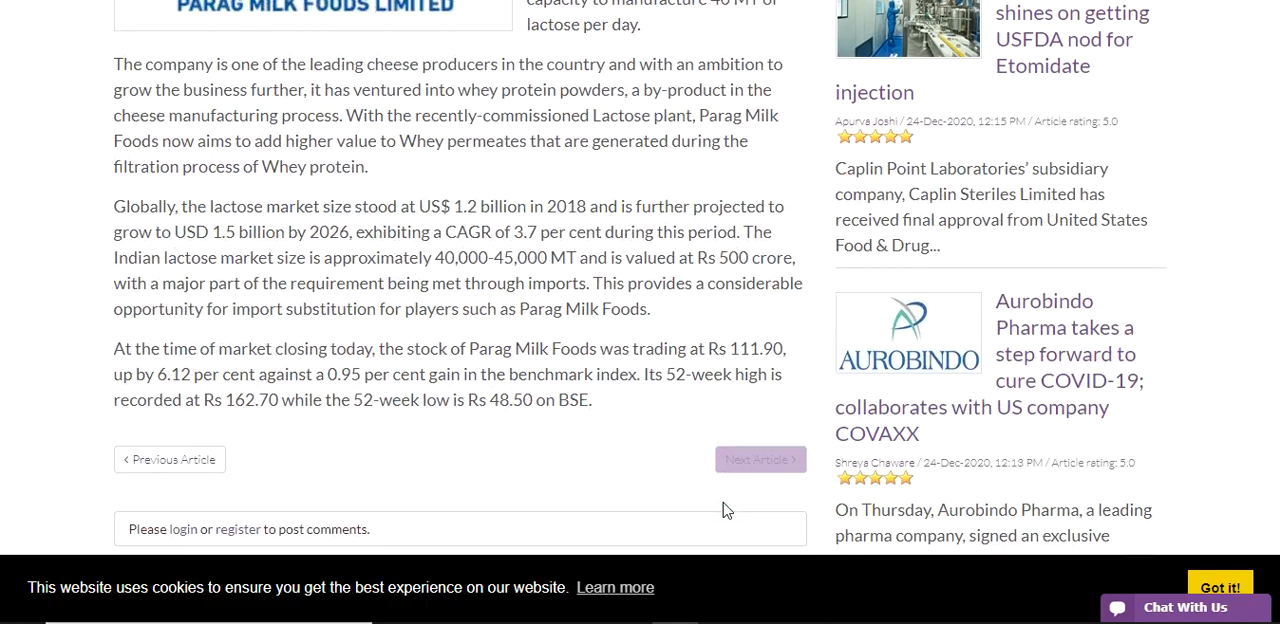 PARAG MILK FOODS LIMITED
capacity to manufacture 40 MT of
lactose per day.
The company is one of the leading cheese producers in the country and with an ambition to
grow the business further, it has ventured into whey protein powders, a by-product in the
cheese manufacturing process. With the recently-commissioned Lactose plant, Parag Milk
Foods now aims to add higher value to Whey permeates that are generated during the
filtration process of Whey protein.
Globally, the lactose market size stood at US$ 1.2 billion in 2018 and is further projected to
grow to USD 1.5 billion by 2026, exhibiting a CAGR of 3.7 per cent during this period. The
Indian lactose market size is approximately 40,000-45,000 MT and is valued at Rs 500 crore,
with a major part of the requirement being met through imports. This provides a considerable
opportunity for import substitution for players such as Parag Milk Foods.
At the time of market closing today, the stock of Parag Milk Foods was trading at Rs 111.90,
up by 6.12 per cent against a 0.95 per cent gain in the benchmark index. Its 52-week high is
recorded at Rs 162.70 while the 52-week low is Rs 48.50 on BSE.
< Previous Article
Next Article >
Please login or register to post comments.
shines on getting
USFDA nod for
Etomidate
injection
Apurva Joshi / 24-Dec-2020, 12:15 PM / Article rating: 5.0
Caplin Point Laboratories’ subsidiary
company, Caplin Steriles Limited has
received final approval from United States
Food & Drug...
AUROBINDO
Aurobindo
Pharma takes a
step forward to
cure COVID-19;
collaborates with US company
COVAXX
Shreya Chaware / 24-Dec-2020, 12:13 PM / Article rating: 5.0
On Thursday, Aurobindo Pharma, a leading
pharma company, signed an exclusive
This website uses cookies to ensure you get the best experience on our website. Learn more
Got it!
Chat With Us